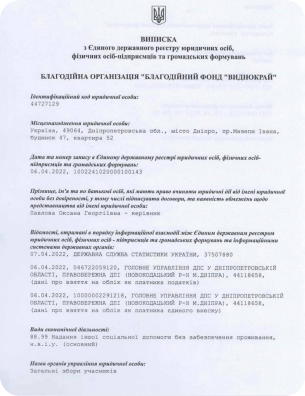 ВИПИСКА
з Єдиного державного реєстру юридичних осіб,
фізичних осіб-підприємців та громадських формувань
БЛАГОДІЙНА ОРГАНІЗАЦІЯ "БЛАГОДІЙНИЙ ФОНД "ВИДНОКРАЙ"
Ідентифікаційний код юридичної особи:
44727129
Місцезнаходження юридичної особи:
Україна, 49064, Дніпропетровська обл., місто Дніпро, пр.Мазепи Івана,
будинок 47, квартира 52
Дата та номер запису в Єдиному державному реєстрі юридичних осіб, фізичних осіб-
підприємців та громадських формувань:
06.04.2022, 1002241020000100143
Прізвище, ім'я та по батькові осіб, які мають право вчиняти юридичні дії від імені юридичної
особи без довіреності, у тому числі підписувати договори, та наявність обмежень щодо
представництва від імені юридичної особи:
Павлова Оксана Георгіївна - керівник
Відомості, отримані в порядку інформаційної взаємодії між Єдиним державним реєстром
юридичних осіб, фізичних осіб - підприємців та громадських формувань та інформаційними
системами державних органів:
07.04.2022, ДЕРЖАВНА СЛУЖБА СТАТИСТИКИ УКРАЇНИ, 37507880
06.04.2022, 046722059120, ГОЛОВНЕ УПРАВЛІННЯ ДПС У ДНІПРОПЕТРОВСЬКІЙ
ОБЛАСТІ, ПРАВОБЕРЕЖНА ДПІ (НОВОКОДАЦЬКИЙ Р-Н М.ДНІПРА), 44118658,
(дані про взяття на облік як платника податків)
06.04.2022, 10000002291218, ГОЛОВНЕ УПРАВЛІННЯ ДПС У ДНІПРОПЕТРОВСЬКІЙ
ОБЛАСТІ, ПРАВОБЕРЕЖНА ДПІ (НОВОКОДАЦЬКИЙ Р-Н М.ДНІПРА), 44118658,
(дані про взяття на облік як платника єдиного внеску)
Види економічної діяльності:
88.99 Надання іншої соціальної допомоги без забезпечення проживання,
н.в.і.у. (основний)
Назва органів управління юридичної особи:
Загальні збори учасників